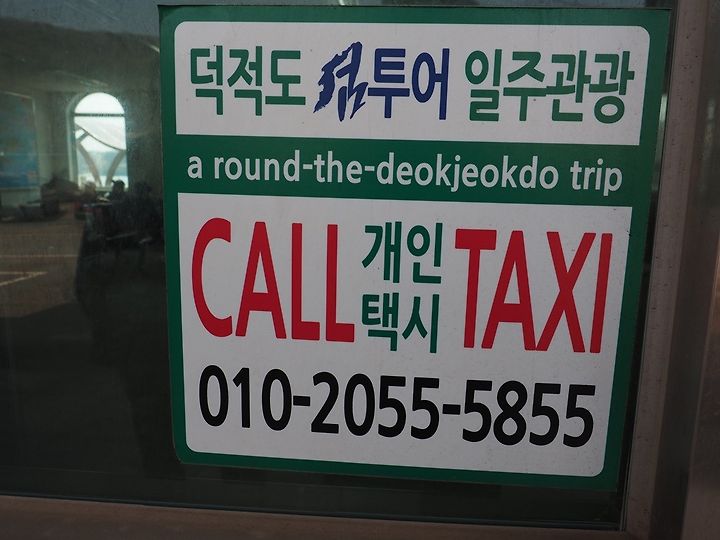 덕적도 섬투어 일주관광
a round-the-deokjeokdo trip
CALL 개인 택시 TAXI
010-2055-5855